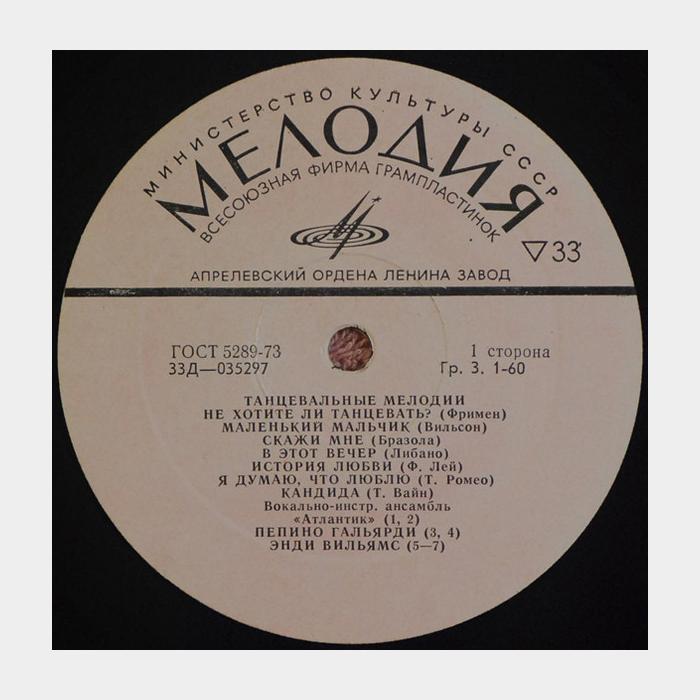 МИНИСТЕРСТВО КУЛЬТУРЫ СССР
МЕЛОДИЯ
ВСЕСОЮЗНАЯ ФИРМА ГРАМПЛАСТИНОК
33
АПРЕЛЕВСКИЙ ОРДЕНА ЛЕНИНА ЗАВОД
ГОСТ 5289-73 1 сторона
33Д—035297 Гр. 3. 1-60
ТАНЦЕВАЛЬНЫЕ МЕЛОДИИ
НЕ ХОТИТЕ ЛИ ТАНЦЕВАТЬ? (Фримен)
МАЛЕНЬКИЙ МАЛЬЧИК (Вильсон)
СКАЖИ МНЕ (Бразола)
В ЭТОТ ВЕЧЕР (Либано)
ИСТОРИЯ ЛЮБВИ (Ф. Лей)
Я ДУМАЮ, ЧТО ЛЮБЛЮ (Т. Ромео)
КАНДИДА (Т. Вайн)
Вокально-инстр. ансамбль
«Атлантик» (1, 2)
ПЕПИНО ГАЛЬЯРДИ (3, 4)
ЭНДИ ВИЛЬЯМС (5—7)